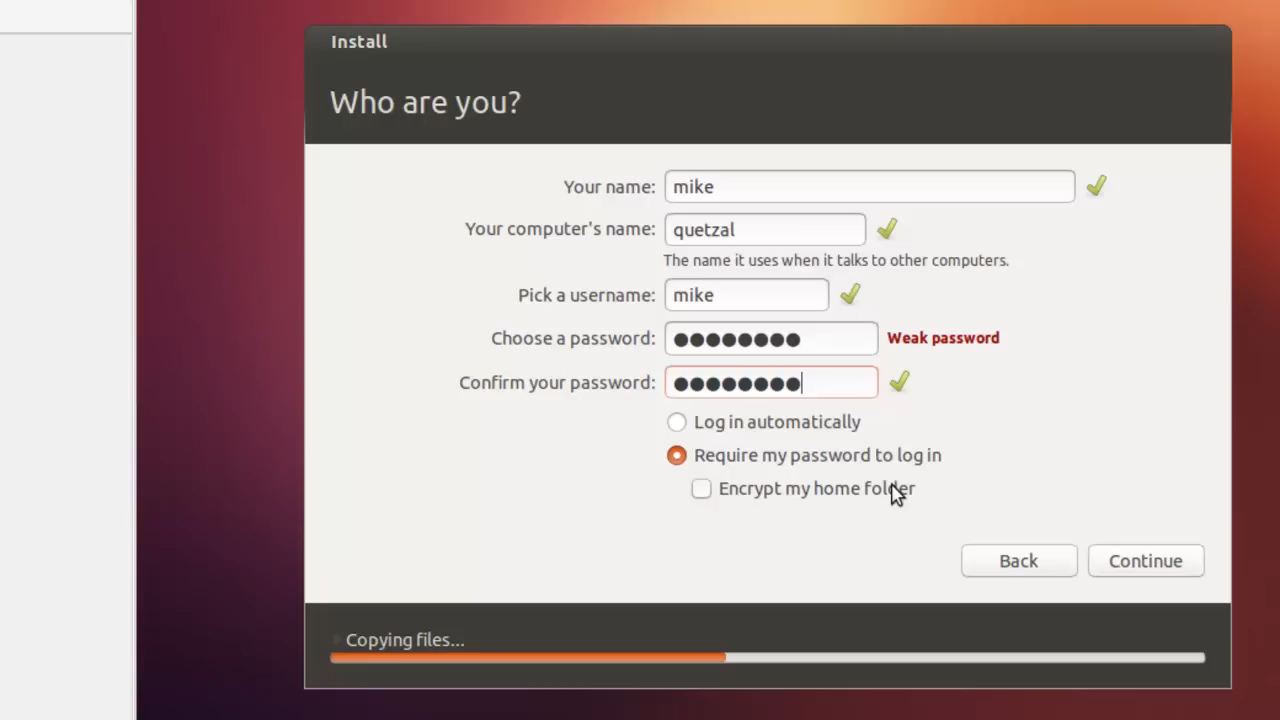 Install
Who are you?
Your name: mike
Your computer's name: quetzal
The name it uses when it talks to other computers.
Pick a username: mike
Choose a password: ●●●●●●●● Weak password
Confirm your password: ●●●●●●●●
Log in automatically
Require my password to log in
Encrypt my home folder
Back Continue
Copying files...